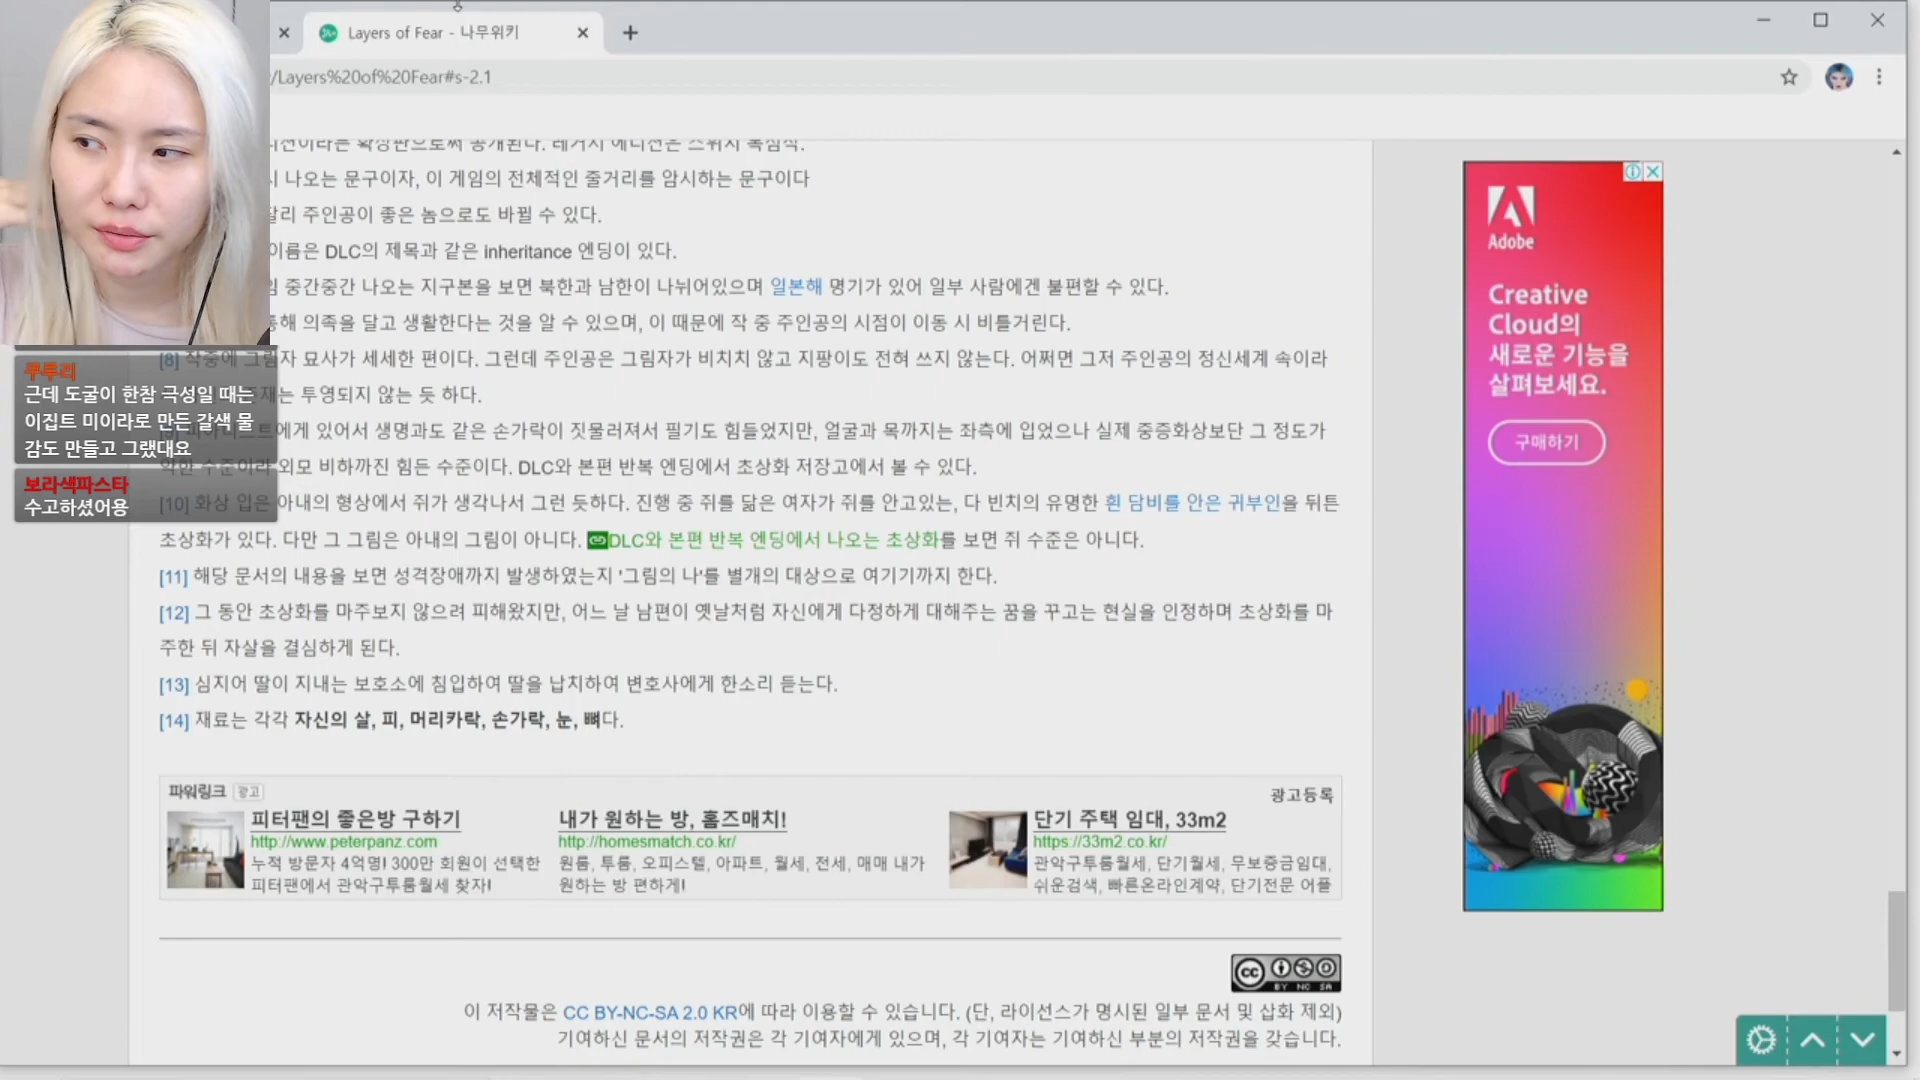 Layers of Fear - 나무위키
/Layers%20of%20Fear#s-2.1
나오는 문구이자, 이 게임의 전체적인 줄거리를 암시하는 문구이다
달리 주인공이 좋은 놈으로도 바뀔 수 있다.
이름은 DLC의 제목과 같은 inheritance 엔딩이 있다.
중간중간 나오는 지구본을 보면 북한과 남한이 나뉘어있으며 일본해 명기가 있어 일부 사람에겐 불편할 수 있다.
의족을 달고 생활한다는 것을 알 수 있으며, 이 때문에 작 중 주인공의 시점이 이동 시 비틀거린다.
[8] 작중에 그림자 묘사가 세세한 편이다. 그런데 주인공은 그림자가 비치치 않고 지팡이도 전혀 쓰지 않는다. 어쩌면 그저 주인공의 정신세계 속이라
투영되지 않는 듯 하다.
있어서 생명과도 같은 손가락이 짓물러져서 필기도 힘들었지만, 얼굴과 목까지는 좌측에 입었으나 실제 중증화상보단 그 정도가
외모 비하까진 힘든 수준이다. DLC와 본편 반복 엔딩에서 초상화 저장고에서 볼 수 있다.
[10] 화상 입은 아내의 형상에서 쥐가 생각나서 그런 듯하다. 진행 중 쥐를 닮은 여자가 쥐를 안고있는, 다 빈치의 유명한 흰 담비를 안은 귀부인을 뒤튼
초상화가 있다. 다만 그 그림은 아내의 그림이 아니다. DLC와 본편 반복 엔딩에서 나오는 초상화를 보면 쥐 수준은 아니다.
[11] 해당 문서의 내용을 보면 성격장애까지 발생하였는지 '그림의 나'를 별개의 대상으로 여기기까지 한다.
[12] 그 동안 초상화를 마주보지 않으려 피해왔지만, 어느 날 남편이 옛날처럼 자신에게 다정하게 대해주는 꿈을 꾸고는 현실을 인정하며 초상화를 마
주한 뒤 자살을 결심하게 된다.
[13] 심지어 딸이 지내는 보호소에 침입하여 딸을 납치하여 변호사에게 한소리 듣는다.
[14] 재료는 각각 자신의 살, 피, 머리카락, 손가락, 눈, 뼈다.
쿠투리
근데 도굴이 한참 극성일 때는
이집트 미이라로 만든 갈색 물
감도 만들고 그랬대요
보라색파스타
수고하셨어용
파워링크 광고
광고등록
피터팬의 좋은방 구하기
http://www.peterpanz.com
누적 방문자 4억명! 300만 회원이 선택한
피터팬에서 관악구투룸월세 찾자!
내가 원하는 방, 홈즈매치!
http://homesmatch.co.kr/
원룸, 투룸, 오피스텔, 아파트, 월세, 전세, 매매 내가
원하는 방 편하게!
단기 주택 임대, 33m2
https://33m2.co.kr/
관악구투룸월세, 단기월세, 무보증금임대,
쉬운검색, 빠른온라인계약, 단기전문 어플
cc BY NC SA
이 저작물은 CC BY-NC-SA 2.0 KR에 따라 이용할 수 있습니다. (단, 라이선스가 명시된 일부 문서 및 삽화 제외)
기여하신 문서의 저작권은 각 기여자에게 있으며, 각 기여자는 기여하신 부분의 저작권을 갖습니다.
Adobe
Creative
Cloud의
새로운 기능을
살펴보세요.
구매하기